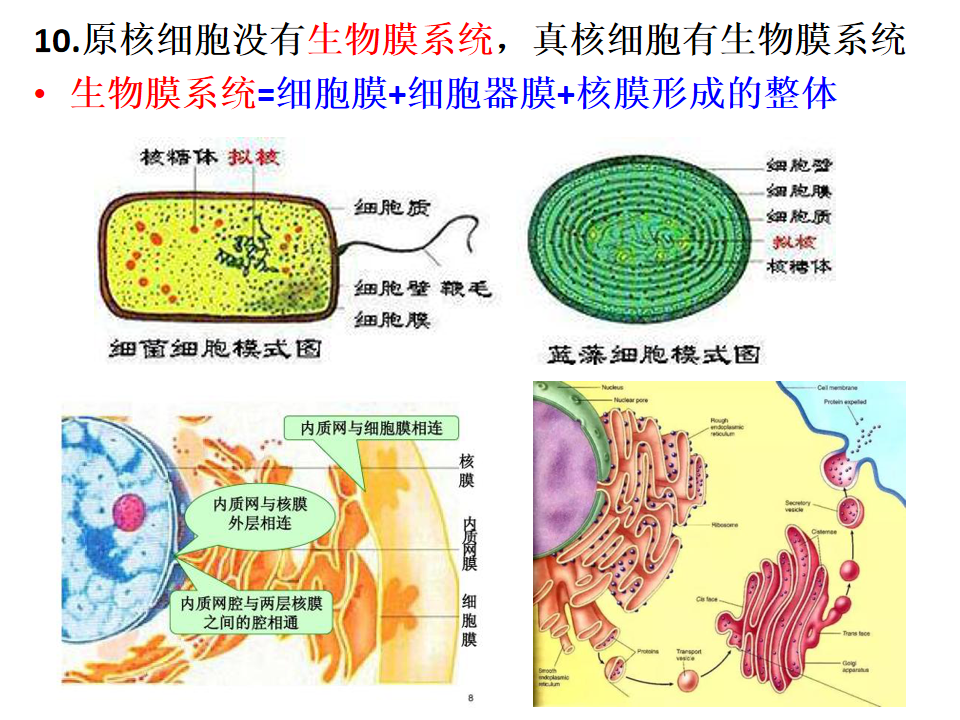 10.原核细胞没有生物膜系统，真核细胞有生物膜系统
• 生物膜系统=细胞膜+细胞器膜+核膜形成的整体
核糖体 拟核
细胞质
细胞壁 鞭毛
细胞膜
细菌细胞模式图
细胞壁
细胞膜
细胞质
拟核
核糖体
蓝藻细胞模式图
内质网与细胞膜相连
核膜
内质网与核膜
外层相连
内质网膜
内质网腔与两层核膜
之间的腔相通
细胞膜
Nucleus
Nuclear pore
Rough
endoplasmic
reticulum
Cell membrane
Protein expelled
Secretory
vesicle
Ribosome
Cisternae
Cis face
Trans face
Golgi
apparatus
Proteins
Transport
vesicle
Smooth
endoplasmic
reticulum
8